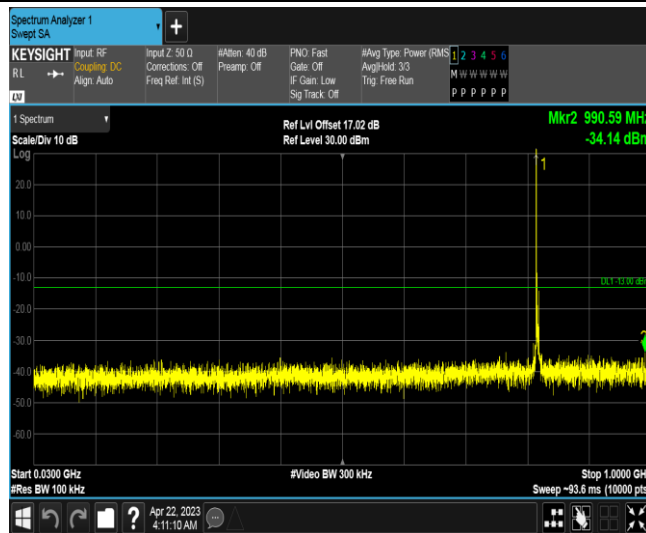 Spectrum Analyzer 1
Swept SA
+
KEYSIGHT
RL
LXI
Input: RF
Coupling: DC
Align: Auto
Input Z: 50 Ω
Corrections: Off
Freq Ref: Int (S)
#Atten: 40 dB
Preamp: Off
PNO: Fast
Gate: Off
IF Gain: Low
Sig Track: Off
#Avg Type: Power (RMS
Avg|Hold: 3/3
Trig: Free Run
1 2 3 4 5 6
M W W W W W
P P P P P P
1 Spectrum
Scale/Div 10 dB
Log
Ref Lvl Offset 17.02 dB
Ref Level 30.00 dBm
Mkr2 990.59 MHz
-34.14 dBm
1
20.0
10.0
0.00
-10.0
DL1 -13.00 dBm
-20.0
-30.0
-40.0
-50.0
-60.0
Start 0.0300 GHz
#Res BW 100 kHz
#Video BW 300 kHz
Stop 1.0000 GH
Sweep ~93.6 ms (10000 pts
?
Apr 22, 2023
4:11:10 AM